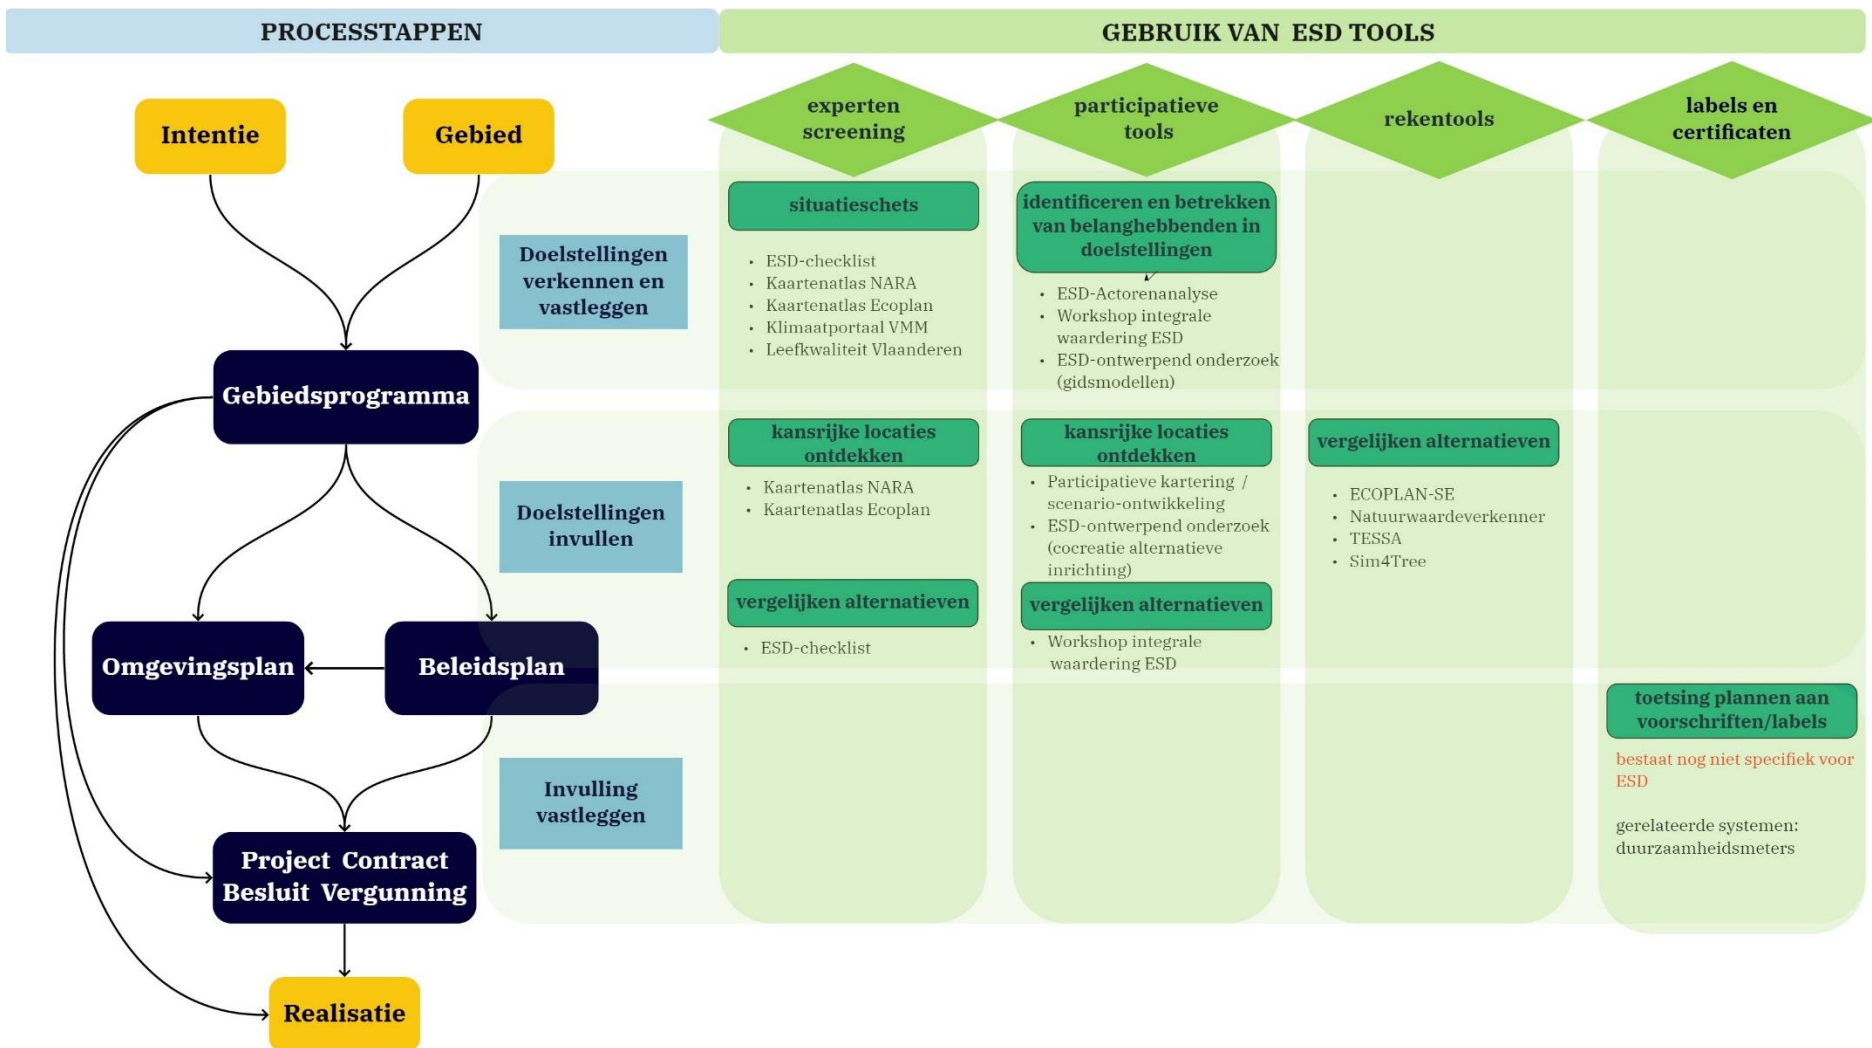 PROCESSTAPPEN
GEBRUIK VAN ESD TOOLS
Intentie
Gebied
Gebiedsprogramma
Omgevingsplan
Beleidsplan
Project Contract
Besluit Vergunning
Realisatie
Doelstellingen
verkennen en
vastleggen
Doelstellingen
invullen
Invulling
vastleggen
experten
screening
situatieschets
• ESD-checklist
• Kaartenatlas NARA
• Kaartenatlas Ecoplan
• Klimaatportaal VMM
• Leefkwaliteit Vlaanderen
kansrijke locaties
ontdekken
• Kaartenatlas NARA
• Kaartenatlas Ecoplan
vergelijken alternatieven
• ESD-checklist
participatieve
tools
identificeren en betrekken
van belanghebbenden in
doelstellingen
• ESD-Actorenanalyse
• Workshop integrale
waardering ESD
• ESD-ontwerpend onderzoek
(gidsmodellen)
kansrijke locaties
ontdekken
• Participatieve kartering /
scenario-ontwikkeling
• ESD-ontwerpend onderzoek
(cocreatie alternatieve
inrichting)
vergelijken alternatieven
• Workshop integrale
waardering ESD
rekentools
vergelijken alternatieven
• ECOPLAN-SE
• Natuurwaardeverkenner
• TESSA
• Sim4Tree
labels en
certificaten
toetsing plannen aan
voorschriften/labels
bestaat nog niet specifiek voor
ESD
gerelateerde systemen:
duurzaamheidsmeters